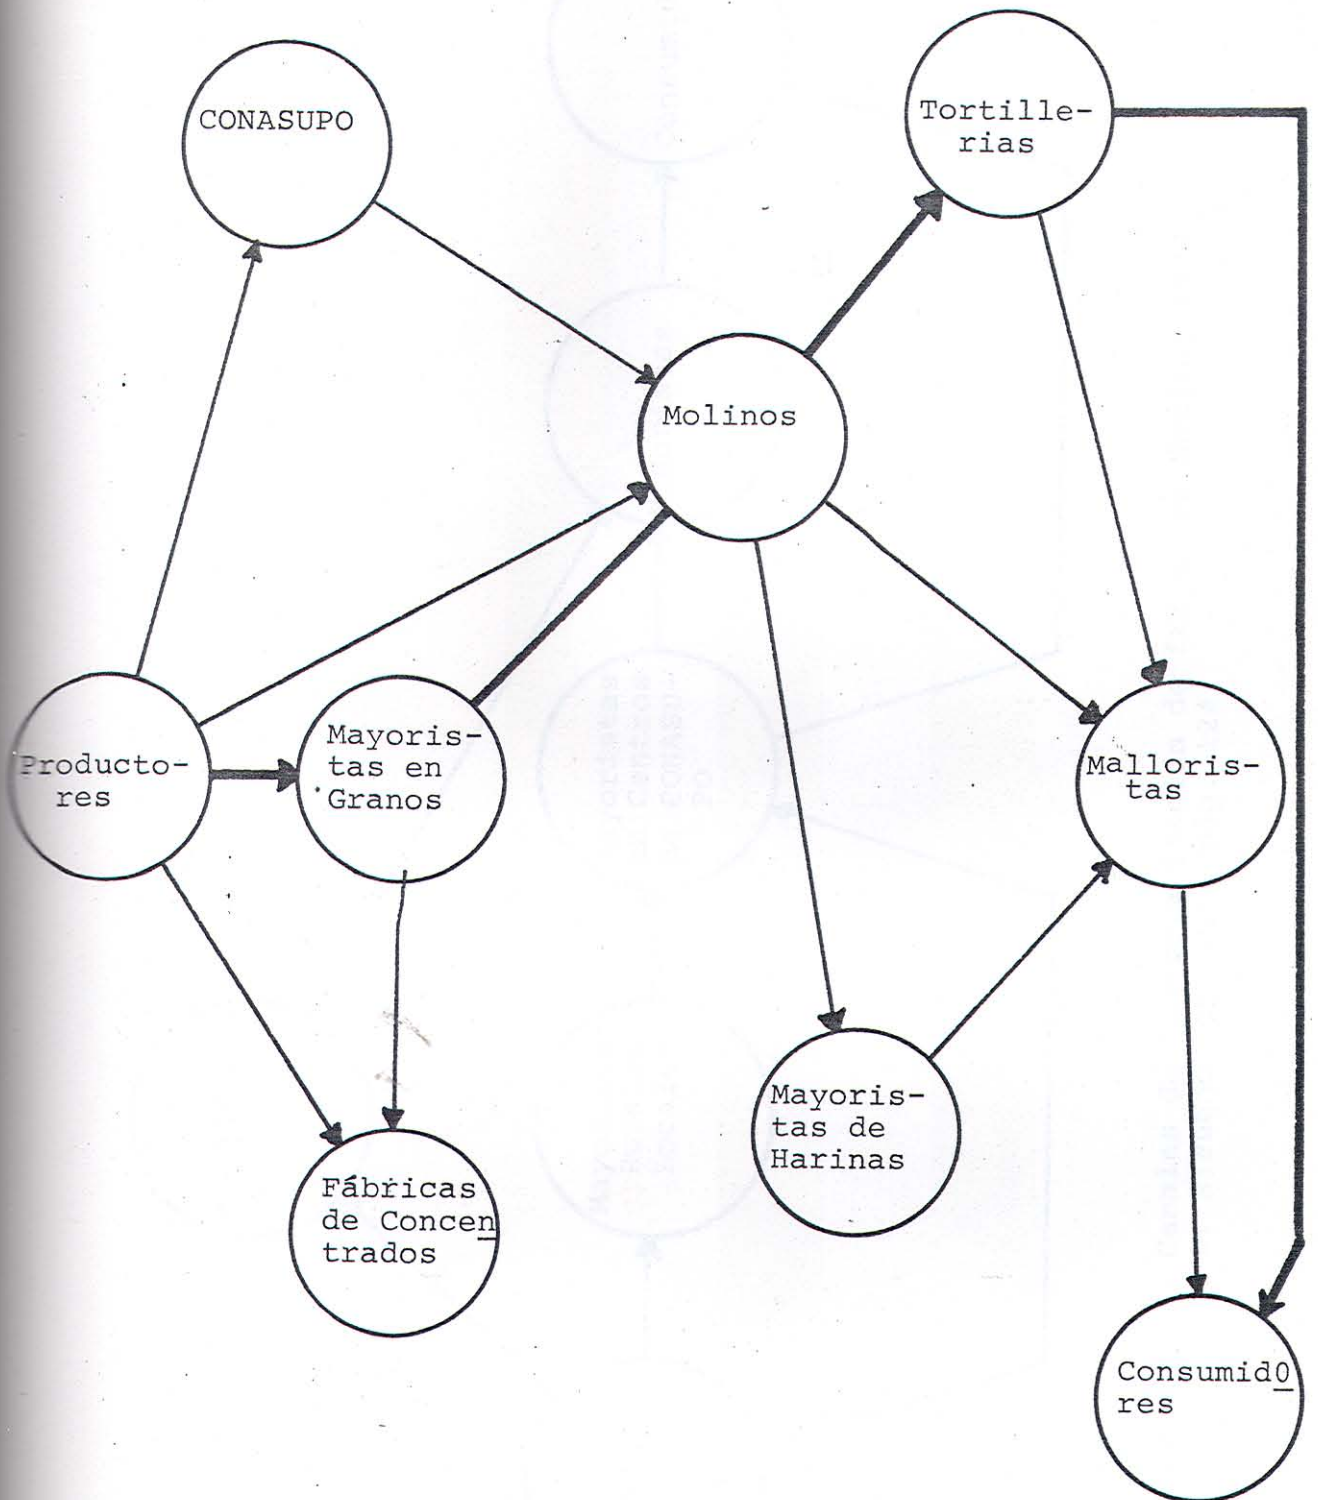 CONASUPO
Tortille-
rias
Molinos
Producto-
res
Mayoris-
tas en
Granos
Malloris-
tas
Mayoris-
tas de
Harinas
Fábricas
de Concen
trados
Consumid0
res